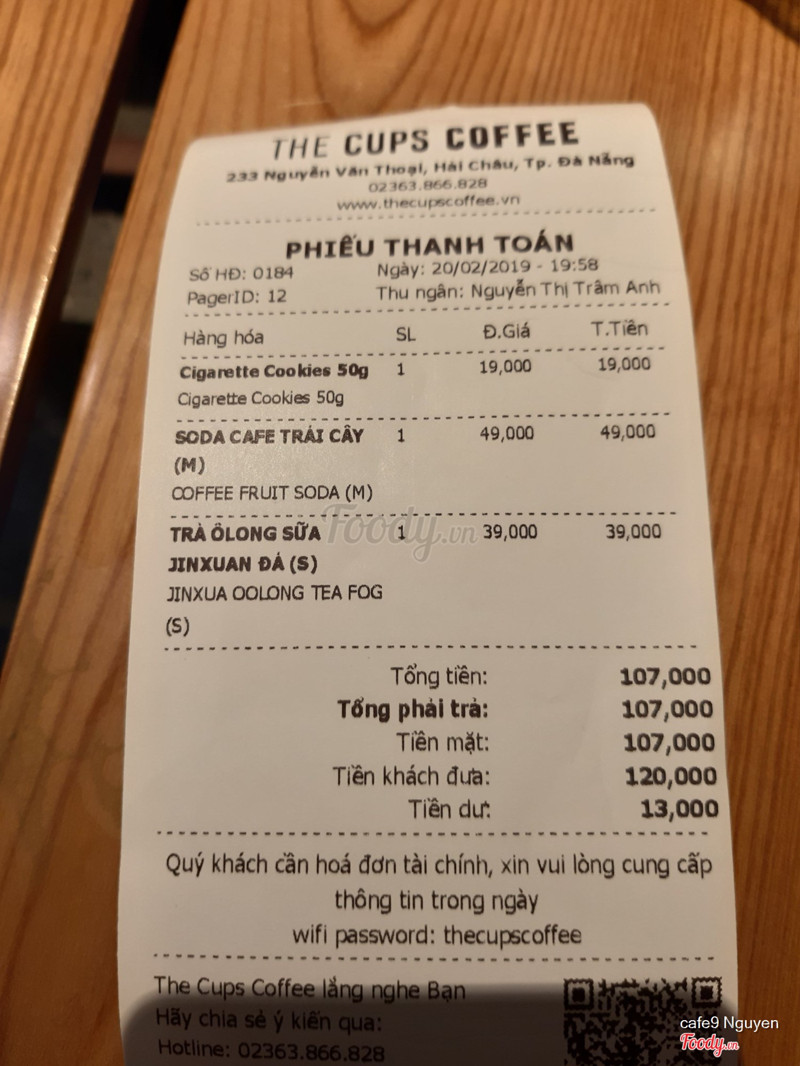 THE CUPS COFFEE
233 Nguyễn Văn Thoại, Hải Châu, Tp. Đà Nẵng
02363.866.828
www.thecupscoffee.vn
PHIẾU THANH TOÁN
Số HĐ: 0184 Ngày: 20/02/2019 - 19:58
PagerID: 12 Thu ngân: Nguyễn Thị Trâm Anh
Hàng hóa SL Đ.Giá T.Tiền
Cigarette Cookies 50g 1 19,000 19,000
Cigarette Cookies 50g
SODA CAFE TRÁI CÂY 1 49,000 49,000
(M)
COFFEE FRUIT SODA (M)
TRÀ ÔLONG SỮA 1 39,000 39,000
JINXUAN ĐÁ (S)
JINXUA OOLONG TEA FOG
(S)
Foody.vn
Tổng tiền: 107,000
Tổng phải trả: 107,000
Tiền mặt: 107,000
Tiền khách đưa: 120,000
Tiền dư: 13,000
Quý khách cần hoá đơn tài chính, xin vui lòng cung cấp
thông tin trong ngày
wifi password: thecupscoffee
The Cups Coffee lắng nghe Bạn
Hãy chia sẻ ý kiến qua:
Hotline: 02363.866.828
cafe9 Nguyen
Foody.vn